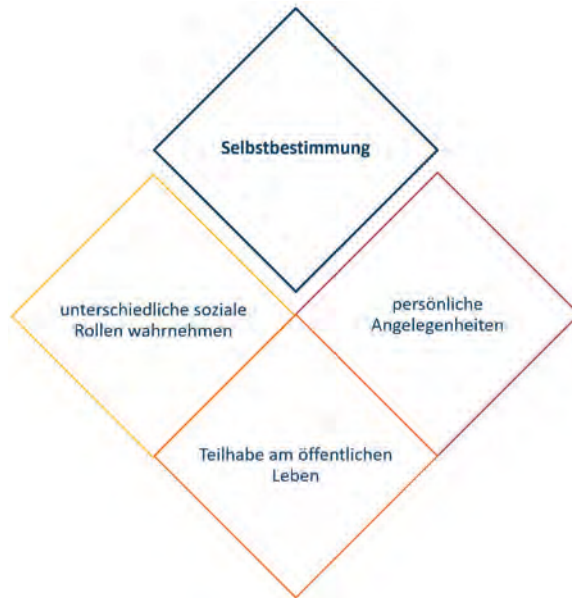 Selbstbestimmung
unterschiedliche soziale
Rollen wahrnehmen
persönliche
Angelegenheiten
Teilhabe am öffentlichen
Leben